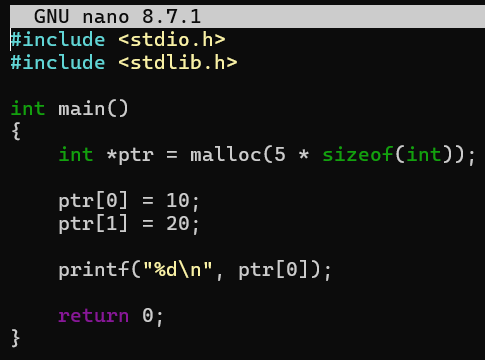 GNU nano 8.7.1
#include <stdio.h>
#include <stdlib.h>

int main()
{
    int *ptr = malloc(5 * sizeof(int));

    ptr[0] = 10;
    ptr[1] = 20;

    printf("%d\n", ptr[0]);

    return 0;
}